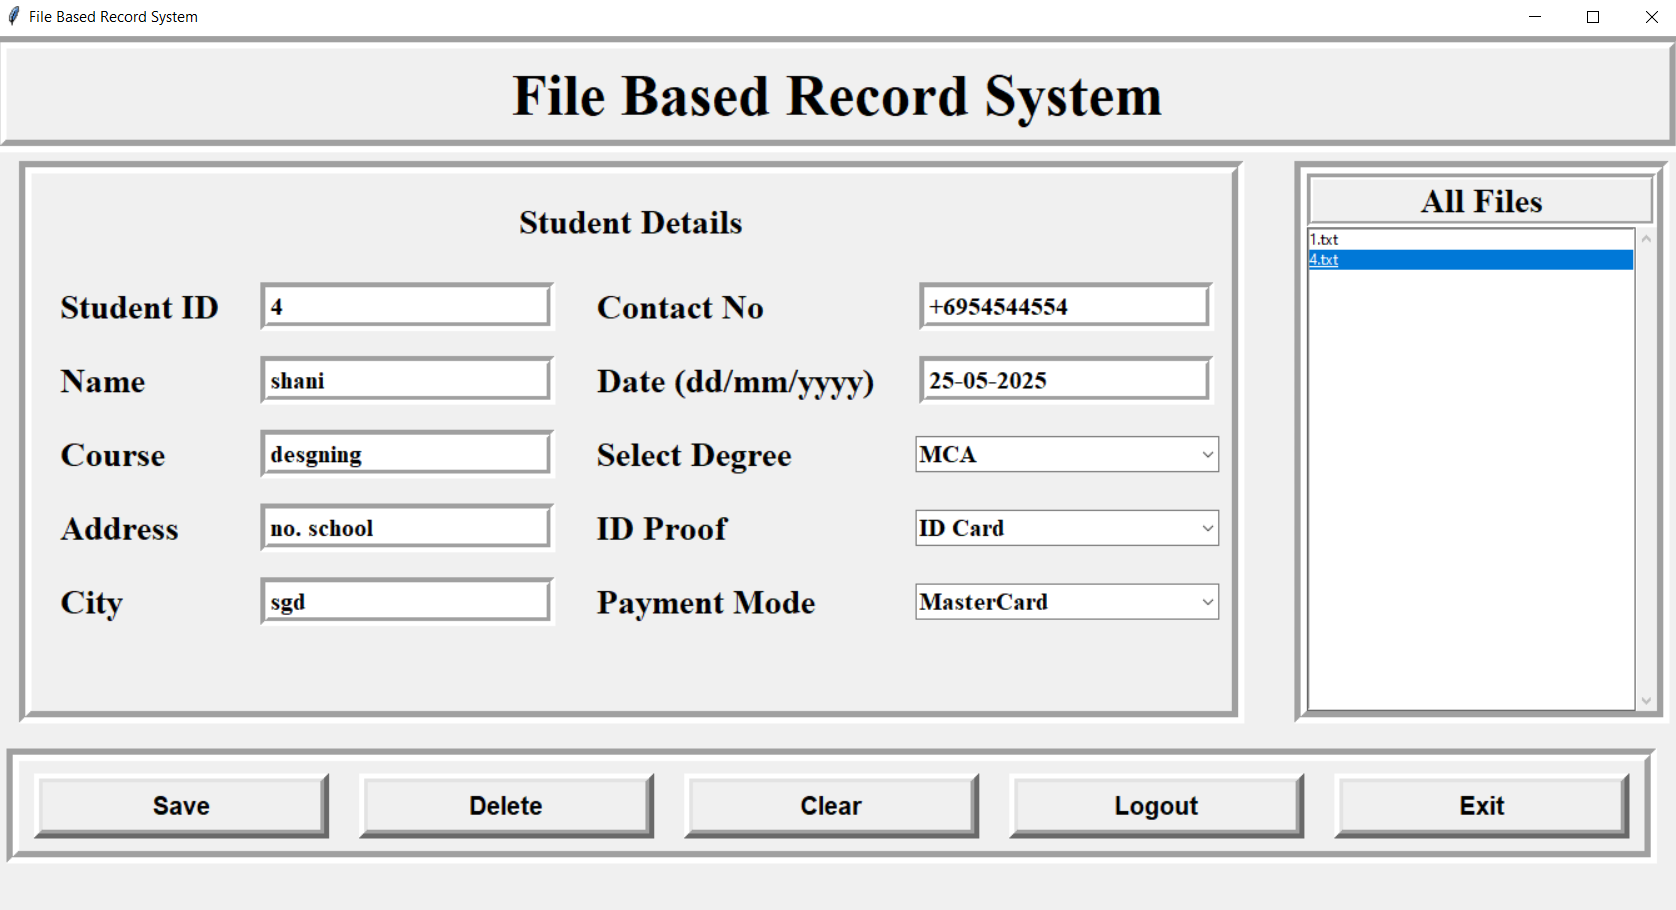 File Based Record System
File Based Record System
Student Details
Student ID 4 Contact No +6954544554
Name shani Date (dd/mm/yyyy) 25-05-2025
Course desgning Select Degree MCA
Address no. school ID Proof ID Card
City sgd Payment Mode MasterCard
All Files
1.txt
4.txt
Save Delete Clear Logout Exit